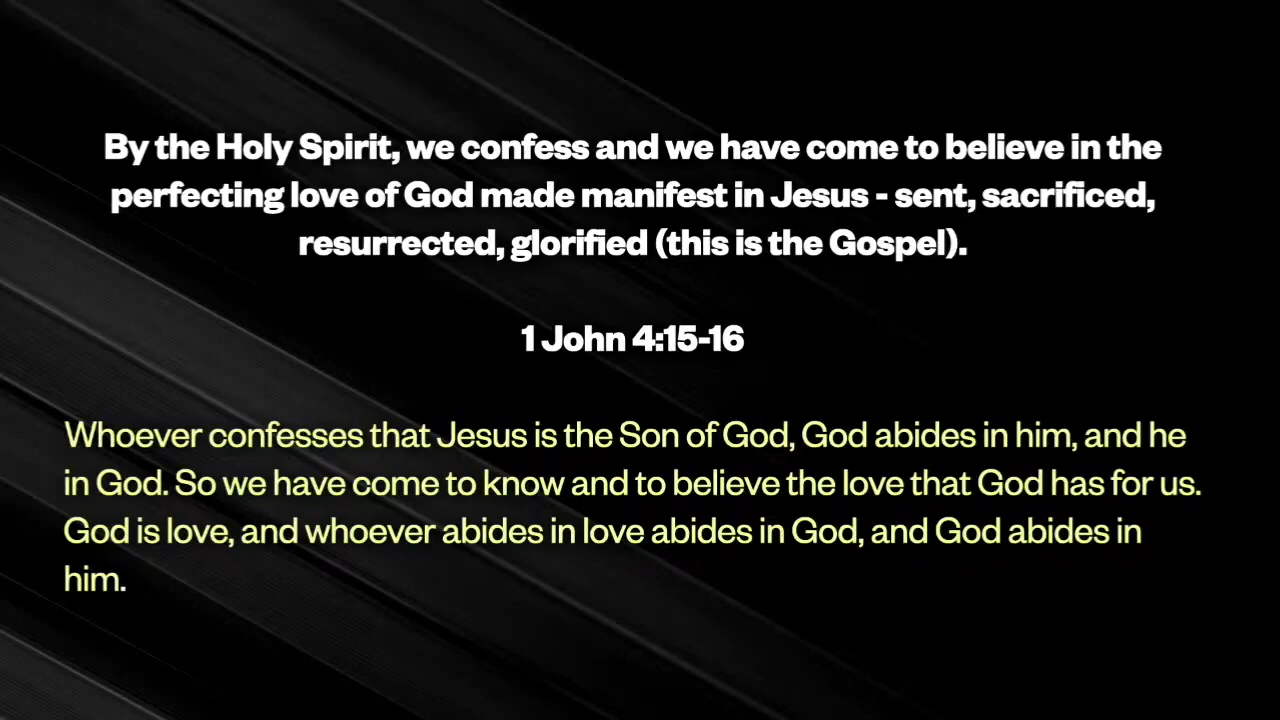 By the Holy Spirit, we confess and we have come to believe in the
perfecting love of God made manifest in Jesus - sent, sacrificed,
resurrected, glorified (this is the Gospel).
1 John 4:15-16
Whoever confesses that Jesus is the Son of God, God abides in him, and he
in God. So we have come to know and to believe the love that God has for us.
God is love, and whoever abides in love abides in God, and God abides in
him.